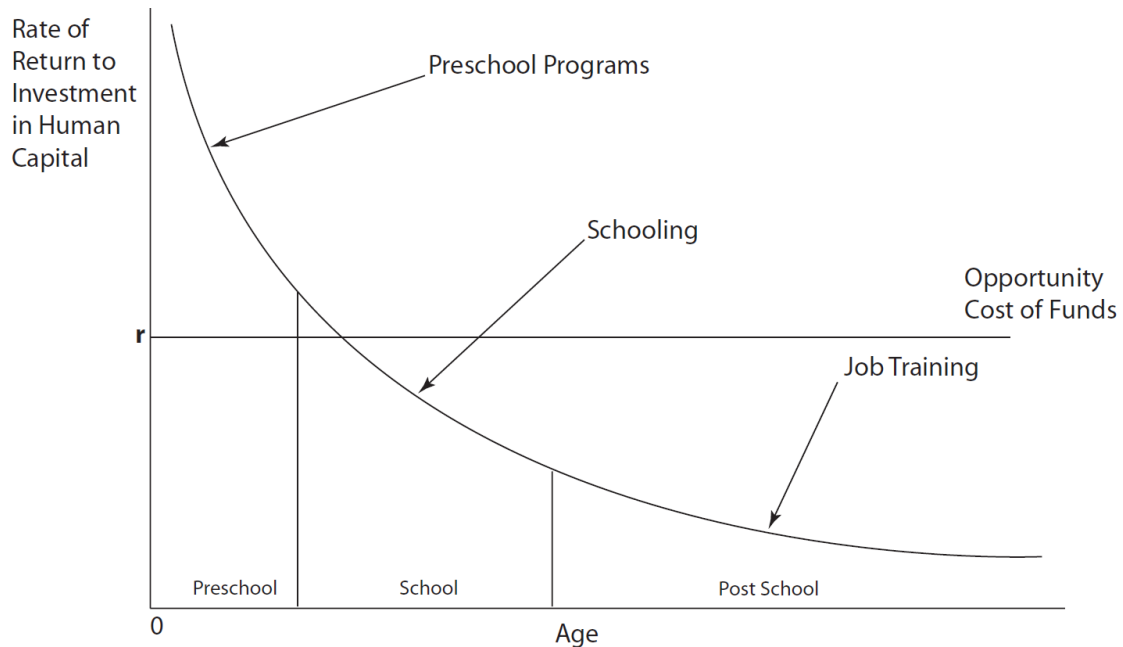 Rate of
Return to
Investment
in Human
Capital
Preschool Programs
Schooling
Opportunity
Cost of Funds
r
Job Training
Preschool
School
Post School
0
Age